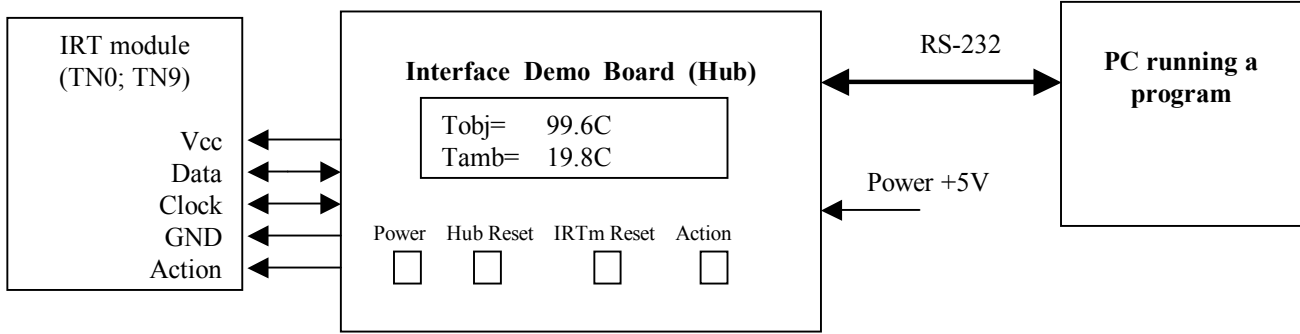 IRT module
(TN0; TN9)
Vcc
Data
Clock
GND
Action
Interface Demo Board (Hub)
Tobj= 99.6C
Tamb= 19.8C
Power Hub Reset IRTm Reset Action
RS-232
Power +5V
PC running a
program